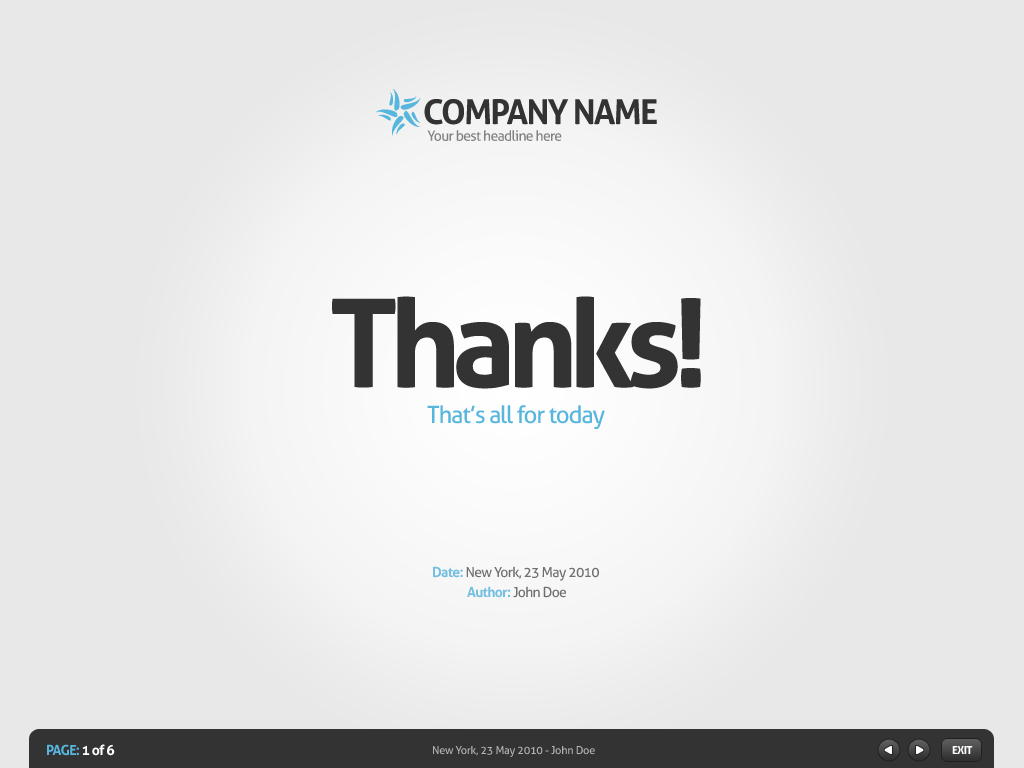 COMPANY NAME
Your best headline here
Thanks!
That's all for today
Date: New York, 23 May 2010
Author: John Doe
PAGE: 1 of 6
New York, 23 May 2010 - John Doe
EXIT